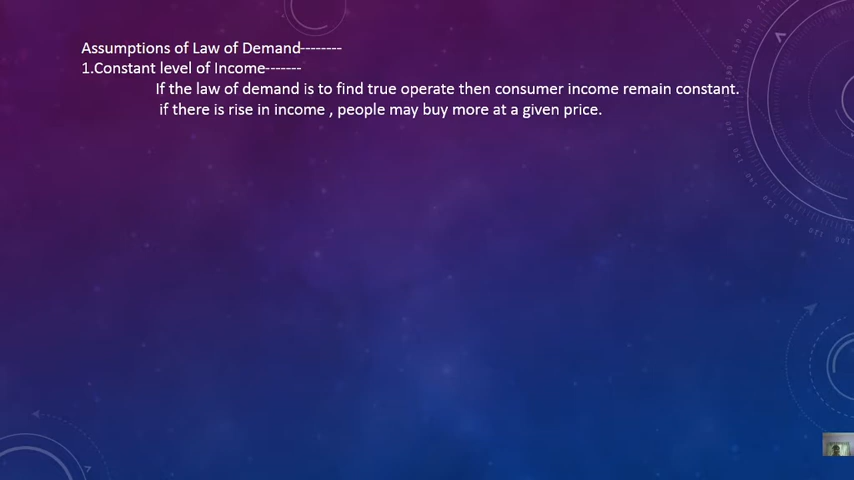 Assumptions of Law of Demand--------
1.Constant level of Income-------
If the law of demand is to find true operate then consumer income remain constant.
if there is rise in income , people may buy more at a given price.